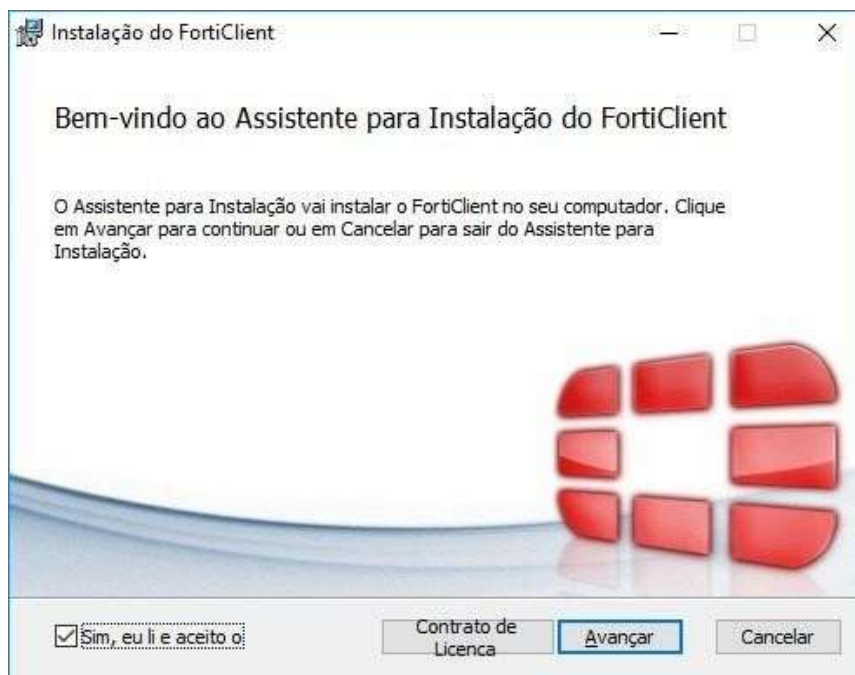 Instalação do FortiClient
Bem-vindo ao Assistente para Instalação do FortiClient
O Assistente para Instalação vai instalar o FortiClient no seu computador. Clique
em Avançar para continuar ou em Cancelar para sair do Assistente para
Instalação.
Sim, eu li e aceito o
Contrato de
Licenca
Avançar
Cancelar